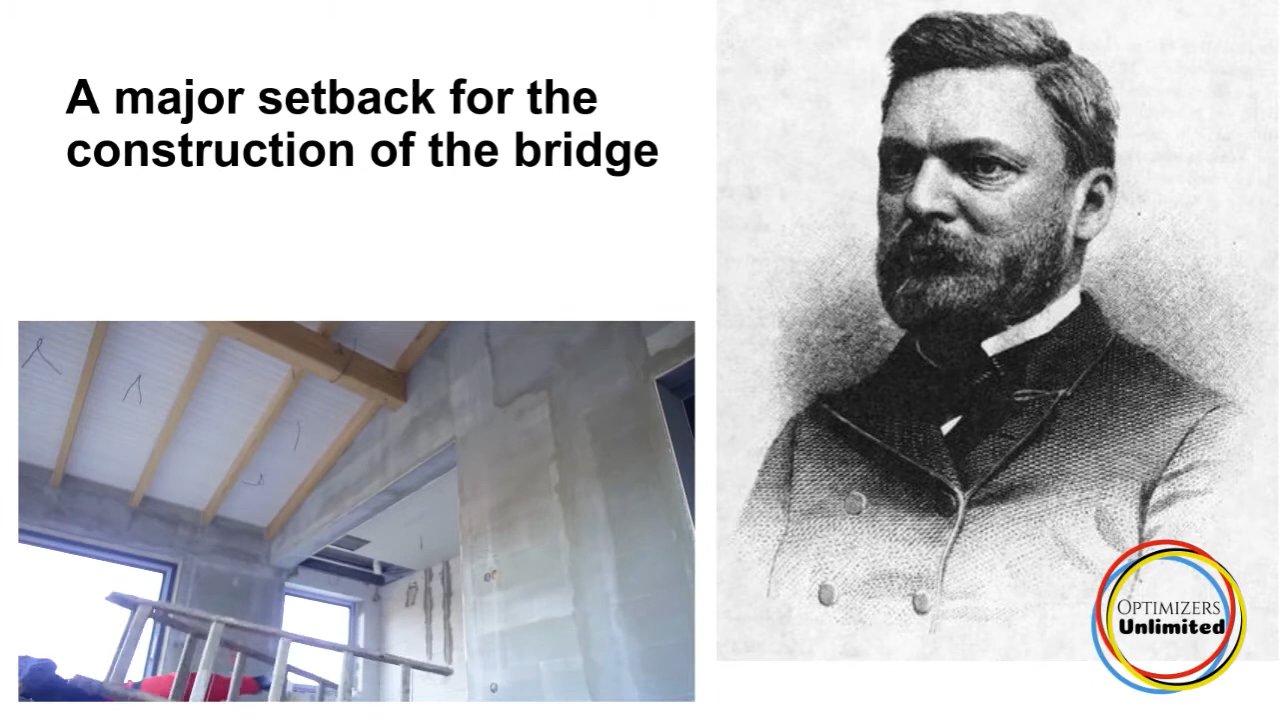 A major setback for the
construction of the bridge
OPTIMIZERS
Unlimited